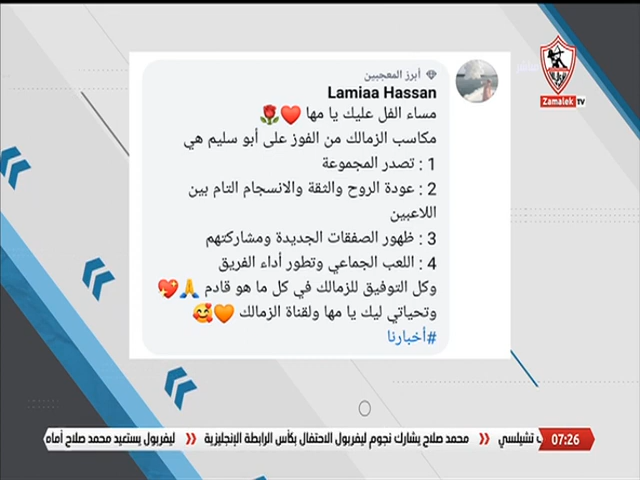 Zamalek TV
أبرز المعجبين
Lamiaa Hassan
مساء الفل عليك يا مها ❤️🌹
مكاسب الزمالك من الفوز على أبو سليم هي
1 : تصدر المجموعة
2 : عودة الروح والثقة والانسجام التام بين
اللاعبين
3 : ظهور الصفقات الجديدة ومشاركتهم
4 : اللعب الجماعي وتطور أداء الفريق
وكل التوفيق للزمالك في كل ما هو قادم 🙏💖
وتحياتي ليك يا مها ولقناة الزمالك 🧡🥰
#أخبارنا
07:26
تشيلسي » محمد صلاح يشارك نجوم ليفربول الاحتفال بكأس الرابطة الإنجليزية » ليفربول يستعيد محمد صلاح